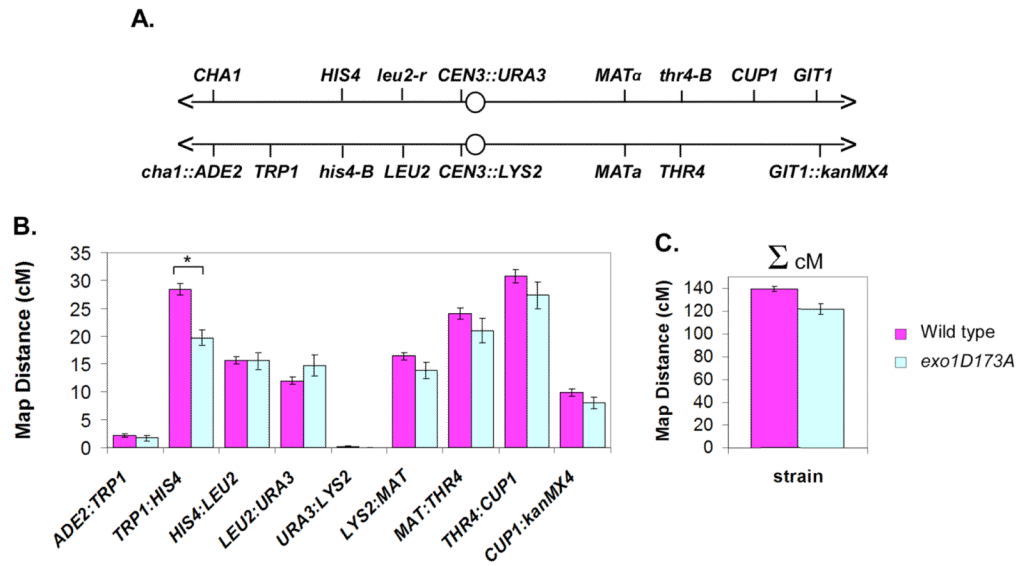 A.
CHA1 HIS4 leu2-r CEN3::URA3 MATα thr4-B CUP1 GIT1
cha1::ADE2 TRP1 his4-B LEU2 CEN3::LYS2 MATa THR4 GIT1::kanMX4
B.
Map Distance (cM)
35
30
25
20
15
10
5
0
*
ADE2:TRP1
TRP1:HIS4
HIS4:LEU2
LEU2:URA3
URA3:LYS2
LYS2:MAT
MAT:THR4
THR4:CUP1
CUP1:kanMX4
C.
Σ cM
Map Distance (cM)
140
120
100
80
60
40
20
0
strain
Wild type
exo1D173A